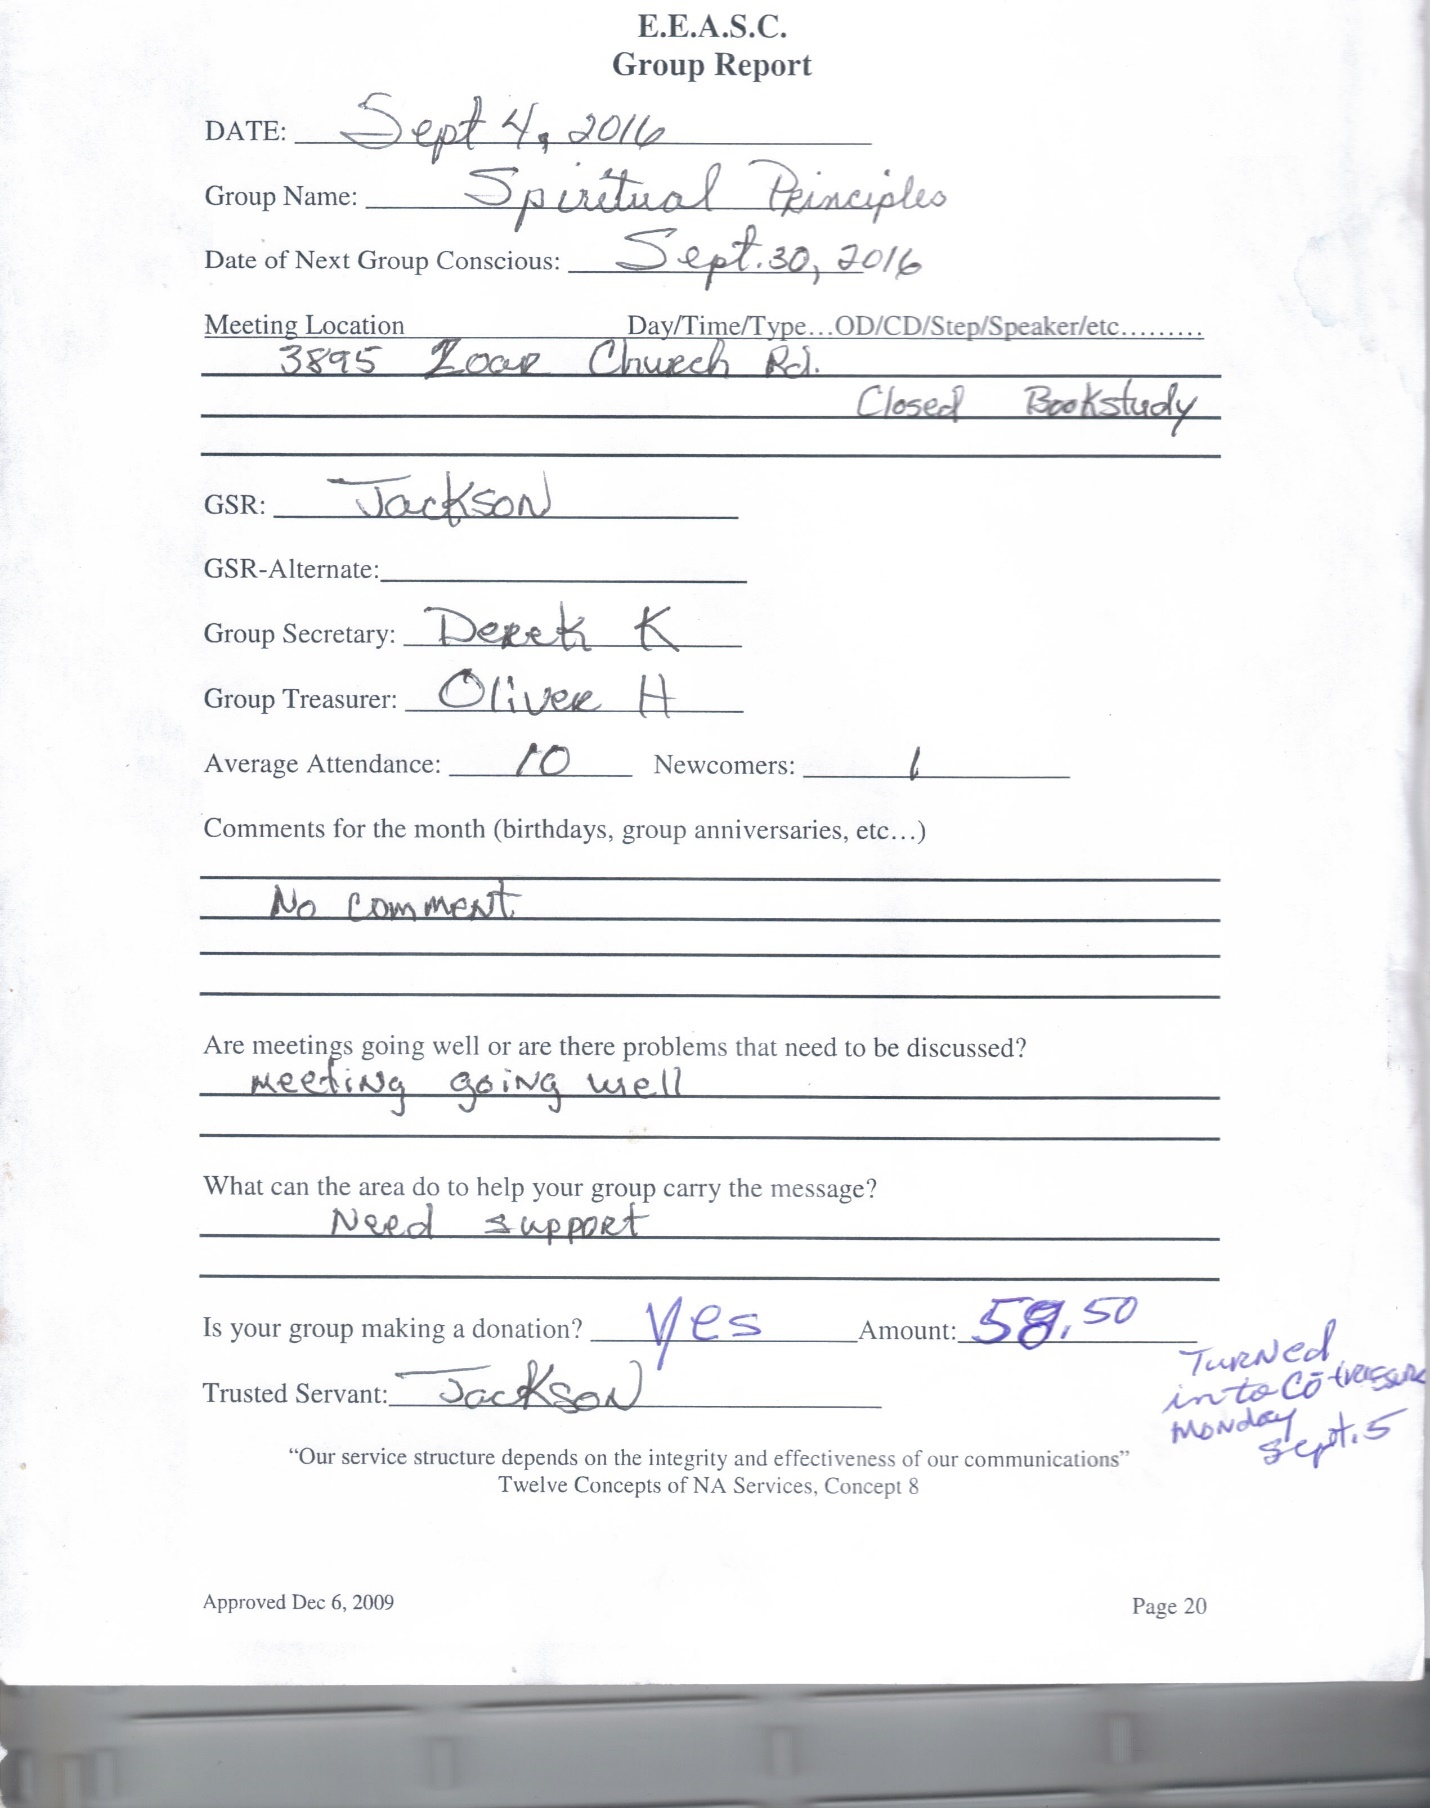 E.E.A.S.C.
Group Report
DATE: Sept 4, 2016
Group Name: Spiritual Principles
Date of Next Group Conscious: Sept. 30, 2016
Meeting Location Day/Time/Type...OD/CD/Step/Speaker/etc.........
3895 Zoar Church Rd.
Closed Bookstudy
GSR: Jackson
GSR-Alternate:
Group Secretary: Derek K
Group Treasurer: Oliver H
Average Attendance: 10 Newcomers: 1
Comments for the month (birthdays, group anniversaries, etc...)
No comment.
Are meetings going well or are there problems that need to be discussed?
meeting going well
What can the area do to help your group carry the message?
Need support
Is your group making a donation? Yes Amount: 58.50
Trusted Servant: Jackson
Turned
into Co-
Monday
Sept. 5
“Our service structure depends on the integrity and effectiveness of our communications”
Twelve Concepts of NA Services, Concept 8
Approved Dec 6, 2009 Page 20